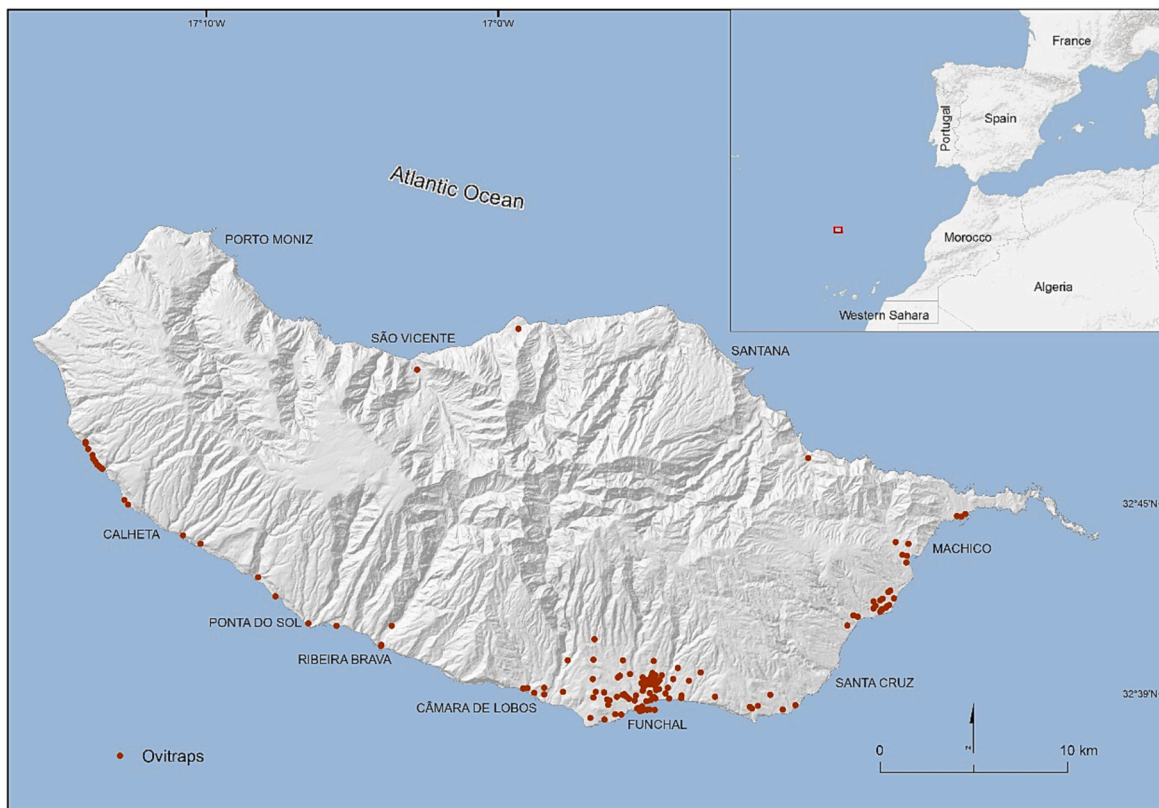 17°10'
17°0'
France
Portugal
Spain
Atlantic Ocean
Morocco
PORTO MONIZ
Algeria
Western Sahara
SÃO VICENTE
SANTANA
32°45'N
CALHETA
MACHICO
PONTA DO SOL
RIBEIRA BRAVA
SANTA CRUZ
32°39'N
CÂMARA DE LOBOS
FUNCHAL
Ovitraps
0 10 km